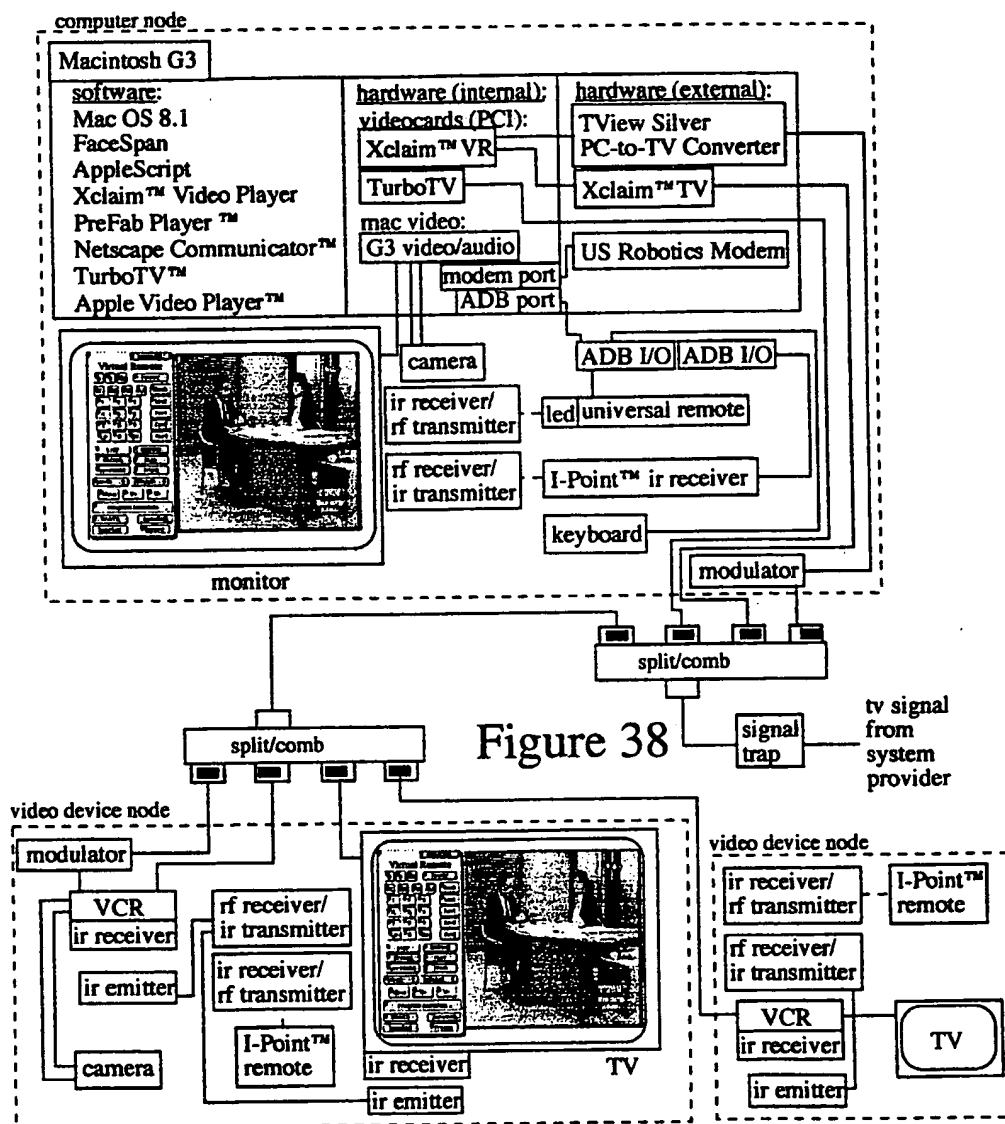 computer node
Macintosh G3
software:
Mac OS 8.1
FaceSpan
AppleScript
Xclaim™ Video Player
PreFab Player ™
Netscape Communicator™
TurboTV™
Apple Video Player™
hardware (internal):
videocards (PCI):
Xclaim™ VR
TurboTV
mac video:
G3 video/audio
modem port
ADB port
hardware (external):
TView Silver
PC-to-TV Converter
Xclaim™ TV
US Robotics Modem
camera
ADB I/O
ADB I/O
ir receiver/
rf transmitter
led
universal remote
rf receiver/
ir transmitter
I-Point™ ir receiver
keyboard
modulator
Virtual Remote
monitor
split/comb
signal
trap
tv signal
from
system
provider
split/comb
Figure 38
video device node
modulator
VCR
ir receiver
ir emitter
camera
rf receiver/
ir transmitter
ir receiver/
rf transmitter
I-Point™
remote
Virtual Remote
ir receiver
TV
ir emitter
video device node
ir receiver/
rf transmitter
I-Point™
remote
rf receiver/
ir transmitter
VCR
ir receiver
TV
ir emitter